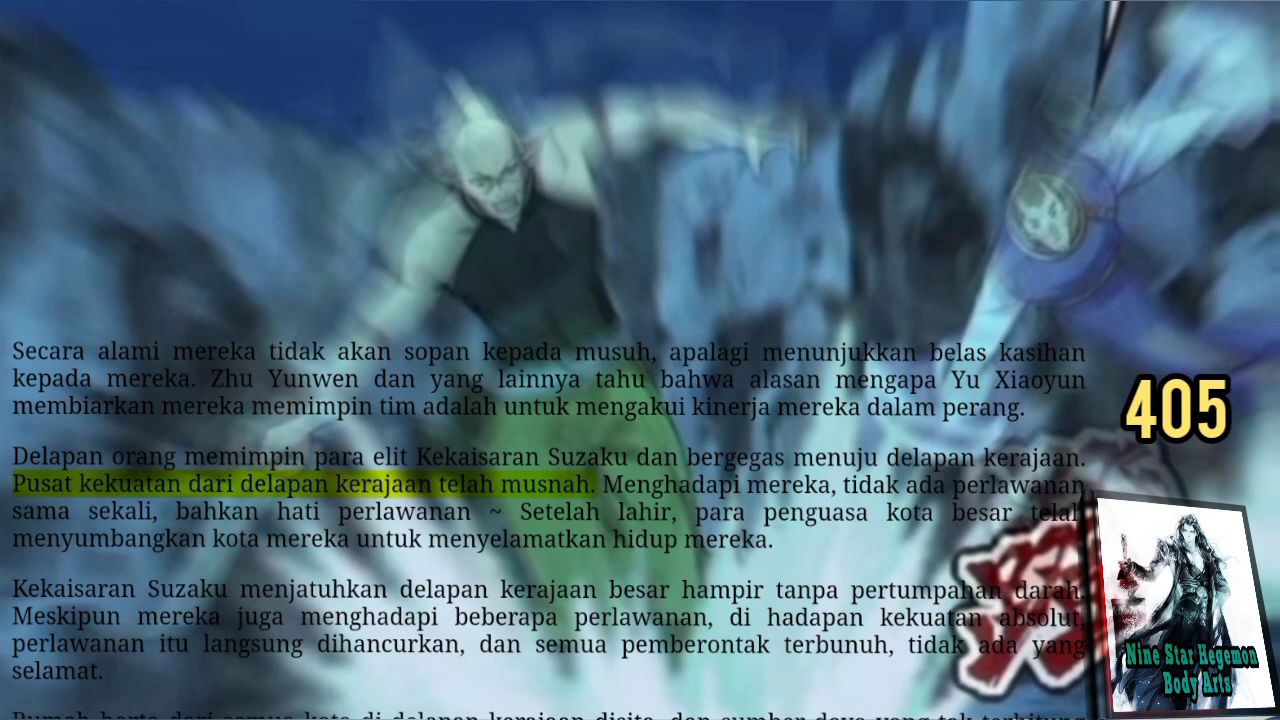 Secara alami mereka tidak akan sopan kepada musuh, apalagi menunjukkan belas kasihan
kepada mereka. Zhu Yunwen dan yang lainnya tahu bahwa alasan mengapa Yu Xiaoyun
membiarkan mereka memimpin tim adalah untuk mengakui kinerja mereka dalam perang.
Delapan orang memimpin para elit Kekaisaran Suzaku dan bergegas menuju delapan kerajaan.
Pusat kekuatan dari delapan kerajaan telah musnah. Menghadapi mereka, tidak ada perlawanan
sama sekali, bahkan hati perlawanan ~ Setelah lahir, para penguasa kota besar telah
menyumbangkan kota mereka untuk menyelamatkan hidup mereka.
Kekaisaran Suzaku menjatuhkan delapan kerajaan besar hampir tanpa pertumpahan darah.
Meskipun mereka juga menghadapi beberapa perlawanan, di hadapan kekuatan absolut,
perlawanan itu langsung dihancurkan, dan semua pemberontak terbunuh, tidak ada yang
selamat.
405
Nine Star Hegemon
Body Arts